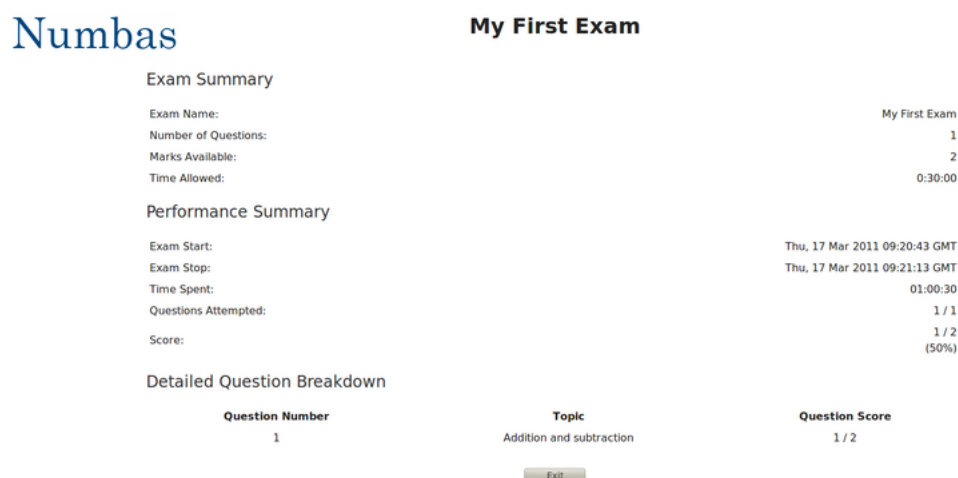 Numbas
My First Exam
Exam Summary
Exam Name: My First Exam
Number of Questions: 1
Marks Available: 2
Time Allowed: 0:30:00
Performance Summary
Exam Start: Thu, 17 Mar 2011 09:20:43 GMT
Exam Stop: Thu, 17 Mar 2011 09:21:13 GMT
Time Spent: 01:00:30
Questions Attempted: 1 / 1
Score: 1 / 2
(50%)
Detailed Question Breakdown
Question Number Topic Question Score
1 Addition and subtraction 1 / 2
Exit